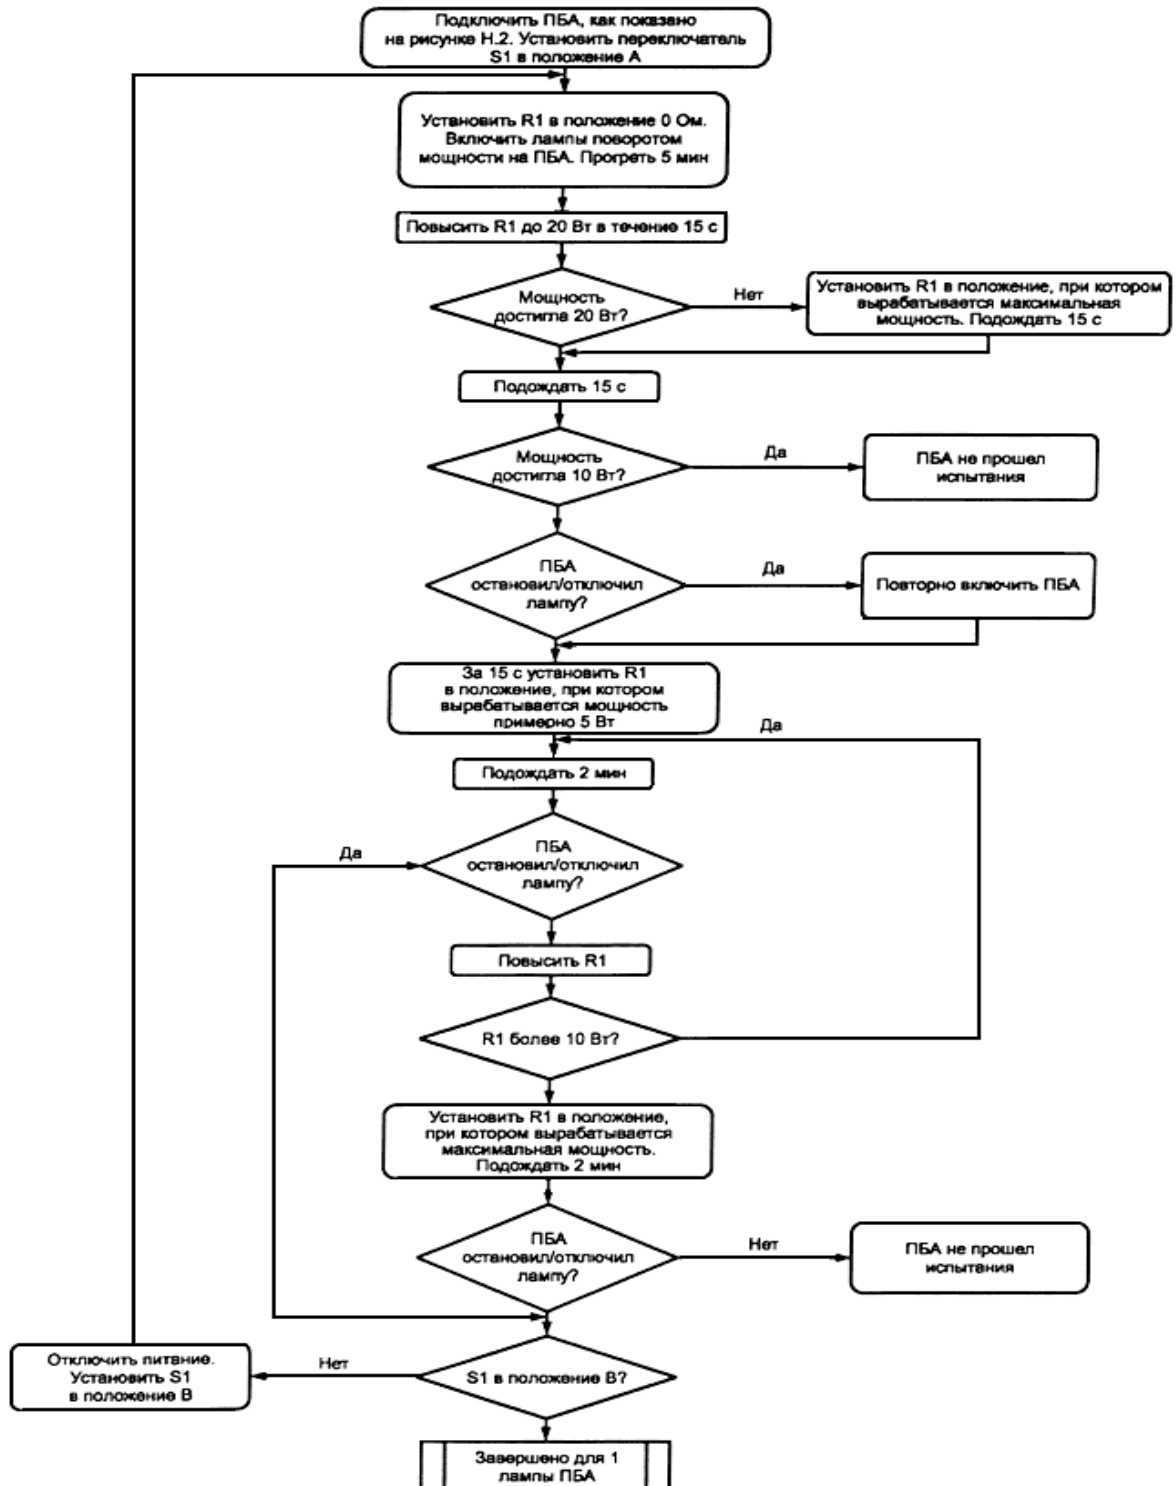 Подключить ПБА, как показано
на рисунке Н.2. Установить переключатель
S1 в положение А
Установить R1 в положение 0 Ом.
Включить лампы поворотом
мощности на ПБА. Прогреть 5 мин
Повысить R1 до 20 Вт в течение 15 с
Мощность
достигла 20 Вт?
Нет
Установить R1 в положение, при котором
вырабатывается максимальная
мощность. Подождать 15 с
Подождать 15 с
Мощность
достигла 10 Вт?
Да
ПБА не прошел
испытания
ПБА
остановил/отключил
лампу?
Да
Повторно включить ПБА
За 15 с установить R1
в положение, при котором
вырабатывается мощность
примерно 5 Вт
Да
Подождать 2 мин
ПБА
остановил/отключил
лампу?
Да
Повысить R1
R1 более 10 Вт?
Установить R1 в положение,
при котором вырабатывается
максимальная мощность.
Подождать 2 мин
ПБА
остановил/отключил
лампу?
Нет
ПБА не прошел
испытания
Отключить питание.
Установить S1
в положение В
Нет
S1 в положение В?
Завершено для 1
лампы ПБА